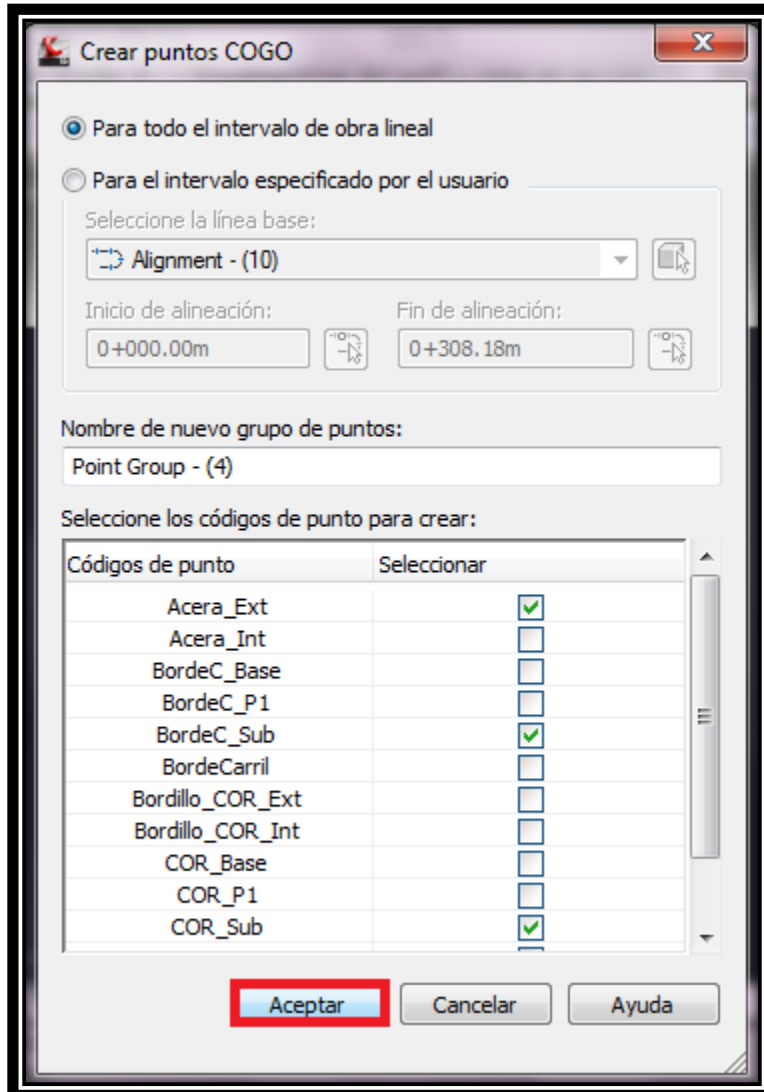 Crear puntos COGO
Para todo el intervalo de obra lineal
Para el intervalo especificado por el usuario
Seleccione la línea base:
Alignment - (10)
Inicio de alineación: Fin de alineación:
0+000.00m 0+308.18m
Nombre de nuevo grupo de puntos:
Point Group - (4)
Seleccione los códigos de punto para crear:
Códigos de punto Seleccionar
Acera_Ext
Acera_Int
BordeC_Base
BordeC_P1
BordeC_Sub
BordeCarril
Bordillo_COR_Ext
Bordillo_COR_Int
COR_Base
COR_P1
COR_Sub
Aceptar Cancelar Ayuda